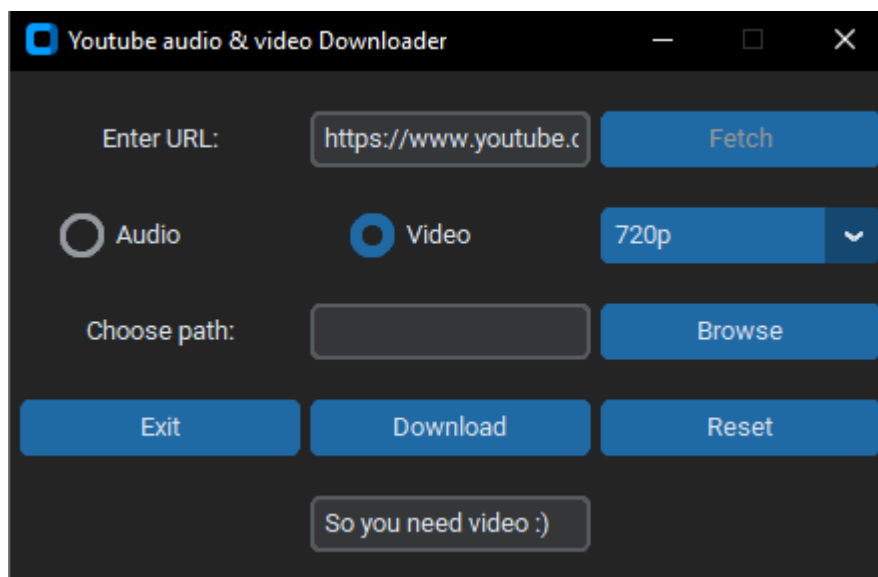 Youtube audio & video Downloader
Enter URL: https://www.youtube.c Fetch
Audio Video 720p
Choose path: Browse
Exit Download Reset
So you need video :)